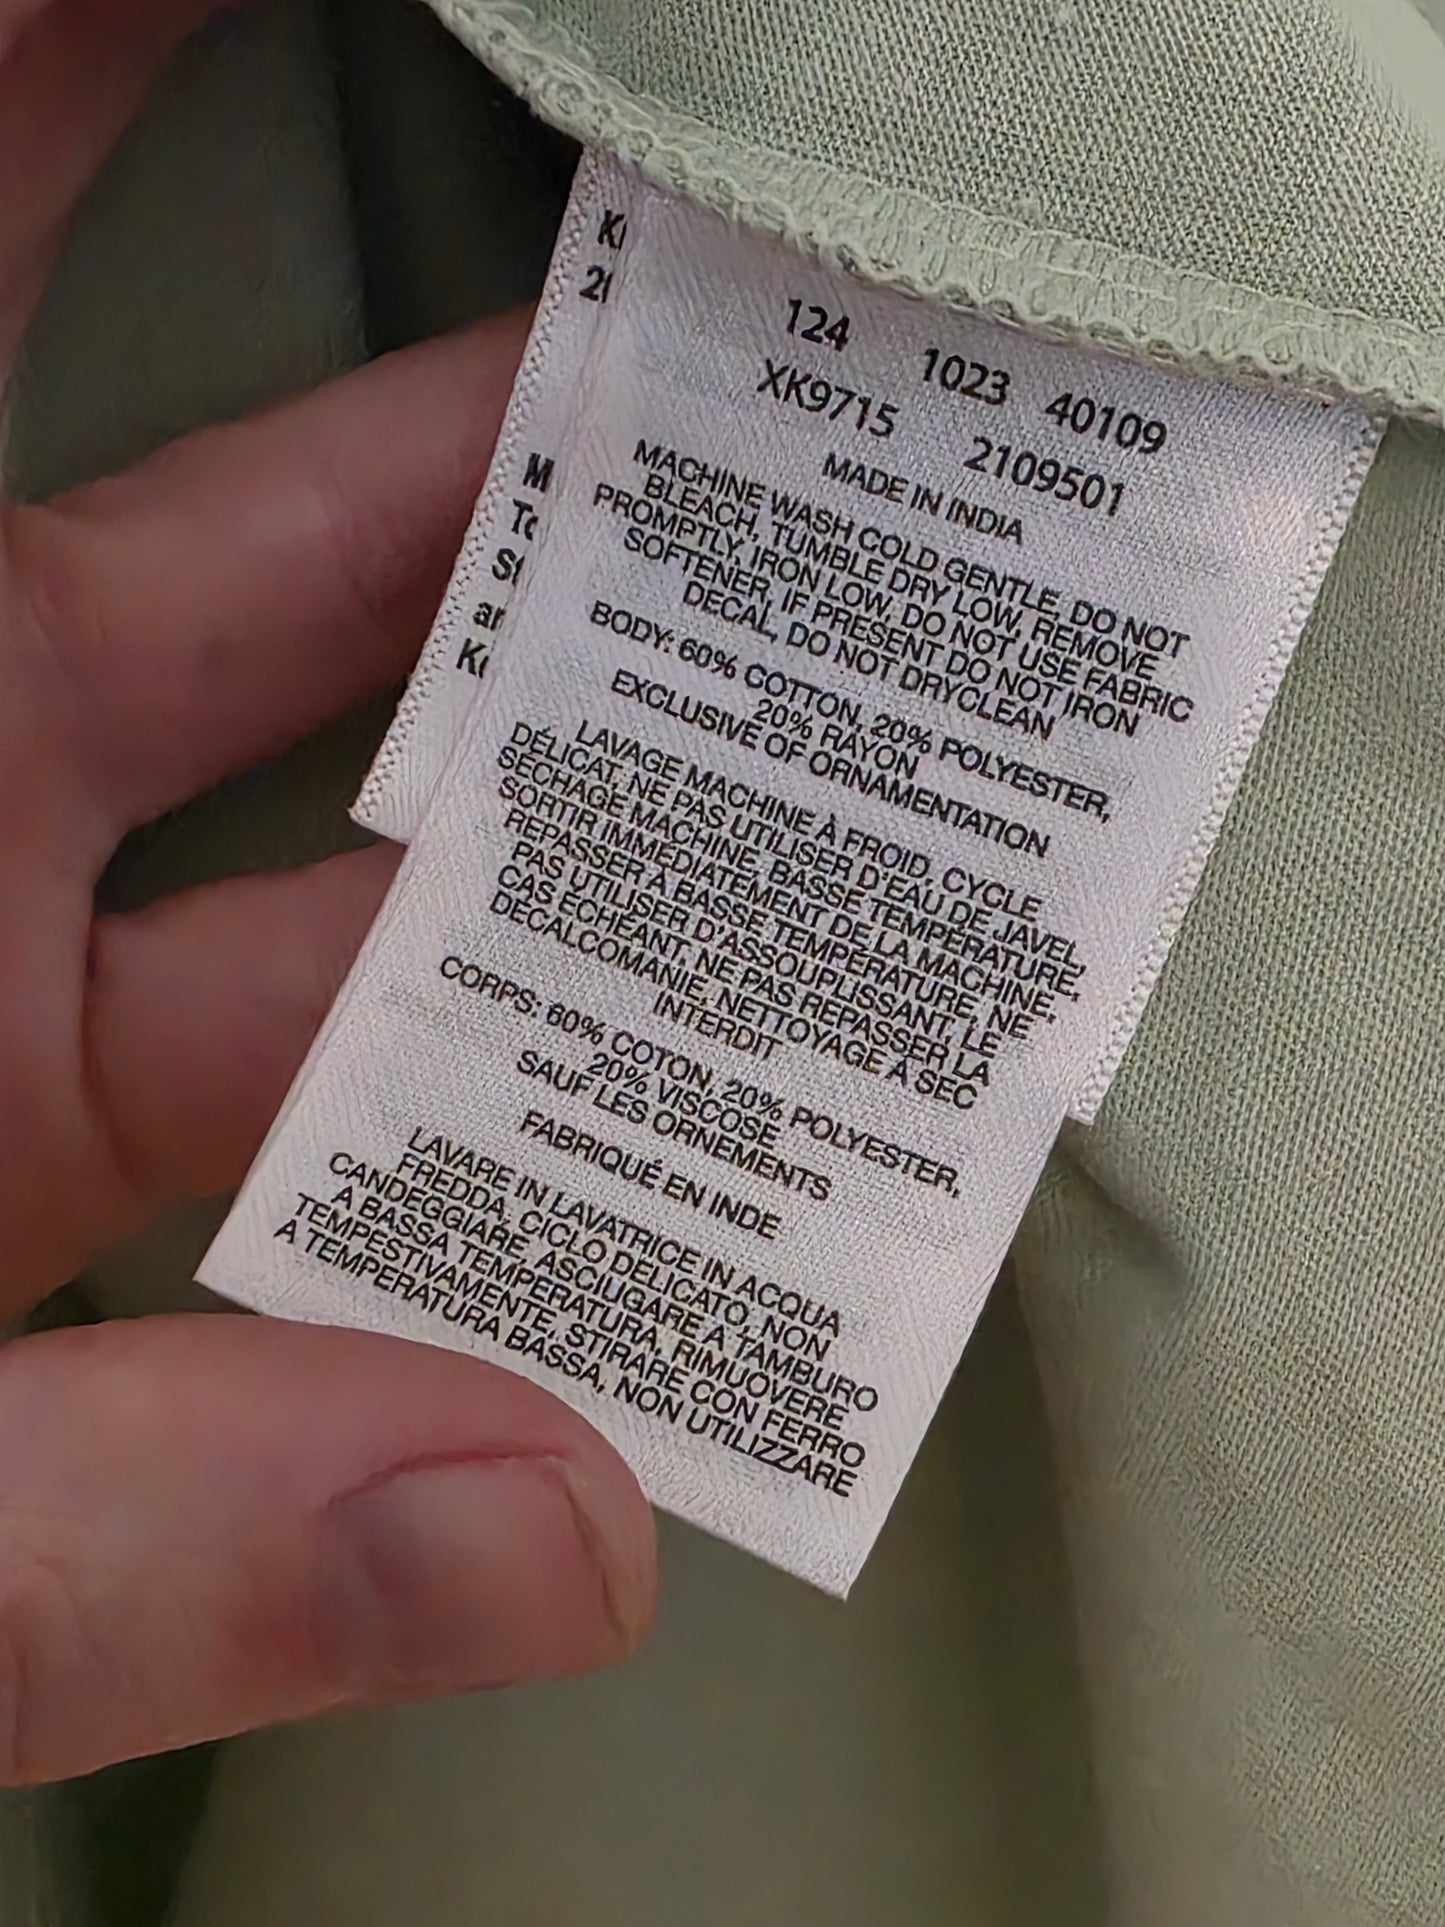 124 1023 40109
XK9715 2109501
MADE IN INDIA
MACHINE WASH COLD GENTLE, DO NOT
BLEACH, TUMBLE DRY LOW, REMOVE
PROMPTLY, IRON LOW, DO NOT USE FABRIC
SOFTENER, IF PRESENT DO NOT IRON
DECAL, DO NOT DRYCLEAN
BODY: 60% COTTON, 20% POLYESTER,
20% RAYON
EXCLUSIVE OF ORNAMENTATION
LAVAGE MACHINE À FROID, CYCLE
DÉLICAT, NE PAS UTILISER D'EAU DE JAVEL,
SÉCHAGE MACHINE, BASSE TEMPÉRATURE,
SORTIR IMMÉDIATEMENT DE LA MACHINE,
REPASSER À BASSE TEMPÉRATURE, NE
PAS UTILISER D'ASSOUPLISSANT, LE
CAS ÉCHÉANT, NE PAS REPASSER LA
DÉCALCOMANIE, NETTOYAGE À SEC
INTERDIT
CORPS: 60% COTON, 20% POLYESTER,
20% VISCOSE
SAUF LES ORNEMENTS
FABRIQUÉ EN INDE
LAVARE IN LAVATRICE IN ACQUA
FREDDA, CICLO DELICATO, NON
CANDEGGIARE, ASCIUGARE A TAMBURO
A BASSA TEMPERATURA, RIMUOVERE
TEMPESTIVAMENTE, STIRARE CON FERRO
A TEMPERATURA BASSA, NON UTILIZZARE